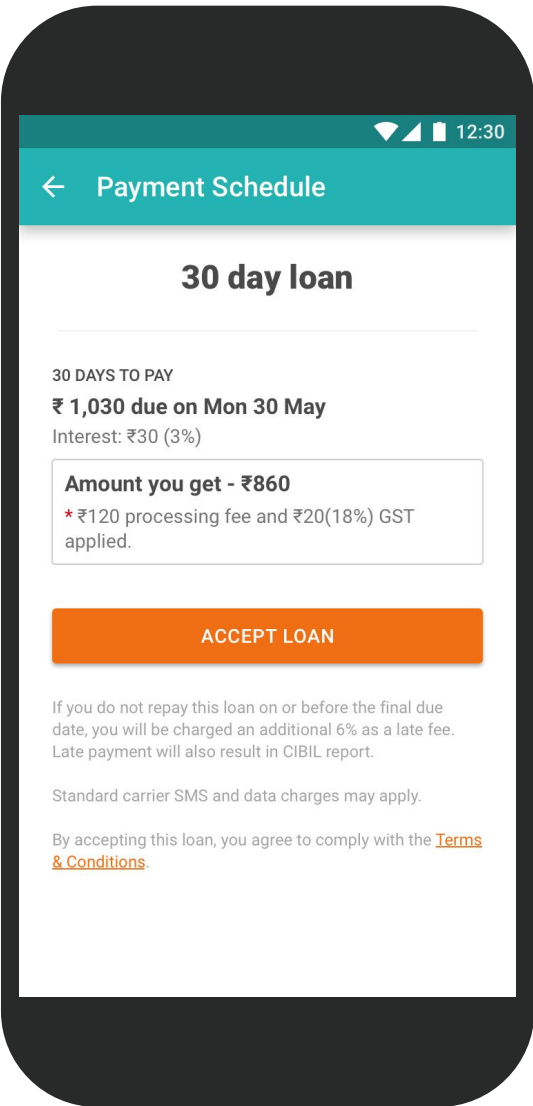 12:30
Payment Schedule
30 day loan
30 DAYS TO PAY
₹ 1,030 due on Mon 30 May
Interest: ₹30 (3%)
Amount you get - ₹860
* ₹120 processing fee and ₹20(18%) GST
applied.
ACCEPT LOAN
If you do not repay this loan on or before the final due
date, you will be charged an additional 6% as a late fee.
Late payment will also result in CIBIL report.
Standard carrier SMS and data charges may apply.
By accepting this loan, you agree to comply with the Terms
& Conditions.